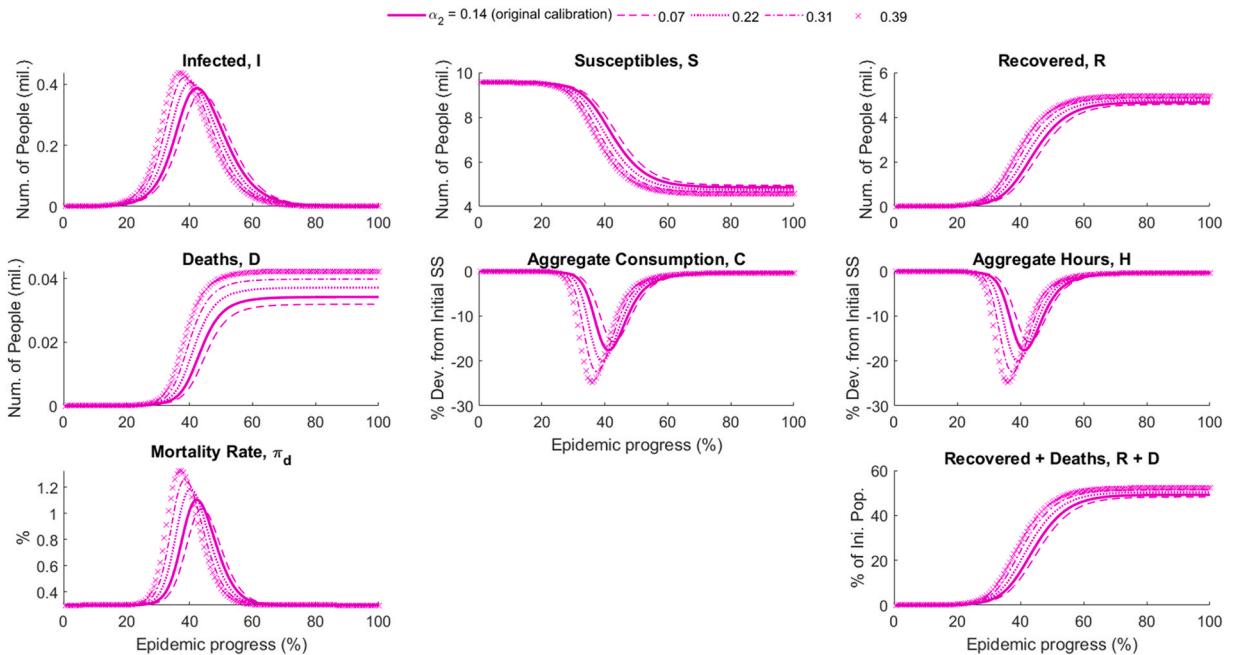 α2 = 0.14 (original calibration) 0.07 0.22 0.31 0.39
Infected, I
Num. of People (mil.)
0.4
0.2
0
0 20 40 60 80 100
Susceptibles, S
Num. of People (mil.)
10
8
6
4
0 20 40 60 80 100
Recovered, R
Num. of People (mil.)
6
4
2
0
0 20 40 60 80 100
Deaths, D
Num. of People (mil.)
0.04
0.02
0
0 20 40 60 80 100
Aggregate Consumption, C
% Dev. from Initial SS
0
-10
-20
-30
0 20 40 60 80 100
Epidemic progress (%)
Aggregate Hours, H
% Dev. from Initial SS
0
-10
-20
-30
0 20 40 60 80 100
Mortality Rate, πd
%
1.2
1
0.8
0.6
0.4
0 20 40 60 80 100
Epidemic progress (%)
Recovered + Deaths, R + D
% of Ini. Pop.
60
40
20
0
0 20 40 60 80 100
Epidemic progress (%)